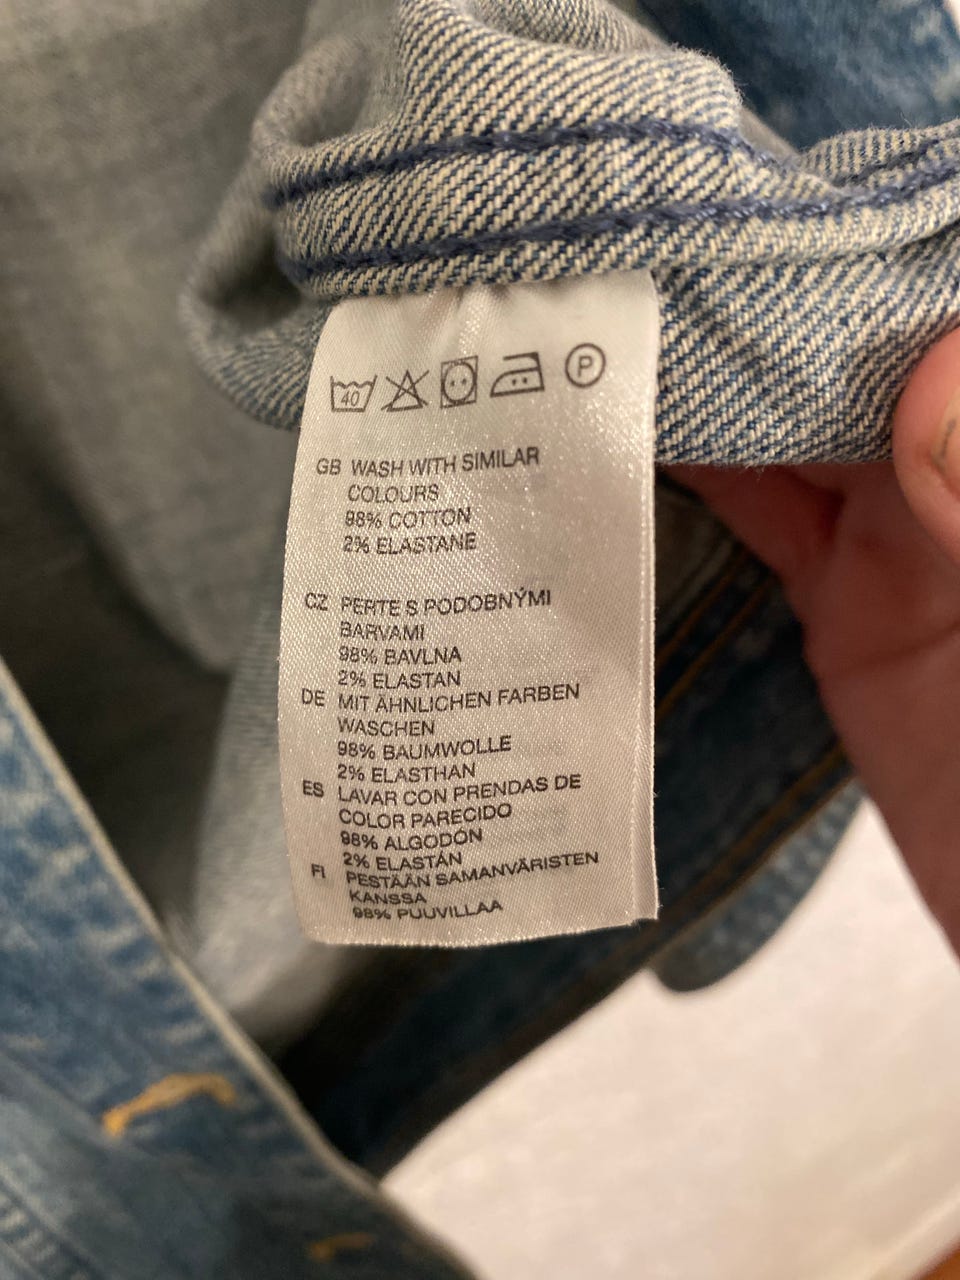 40 P
GB WASH WITH SIMILAR
COLOURS
98% COTTON
2% ELASTANE
CZ PERTE S PODOBNÝMI
BARVAMI
98% BAVLNA
2% ELASTAN
DE MIT ÄHNLICHEN FARBEN
WASCHEN
98% BAUMWOLLE
2% ELASTHAN
ES LAVAR CON PRENDAS DE
COLOR PARECIDO
98% ALGODÓN
2% ELASTÁN
FI PESTÄÄN SAMANVÄRISTEN
KANSSA
98% PUUVILLAA